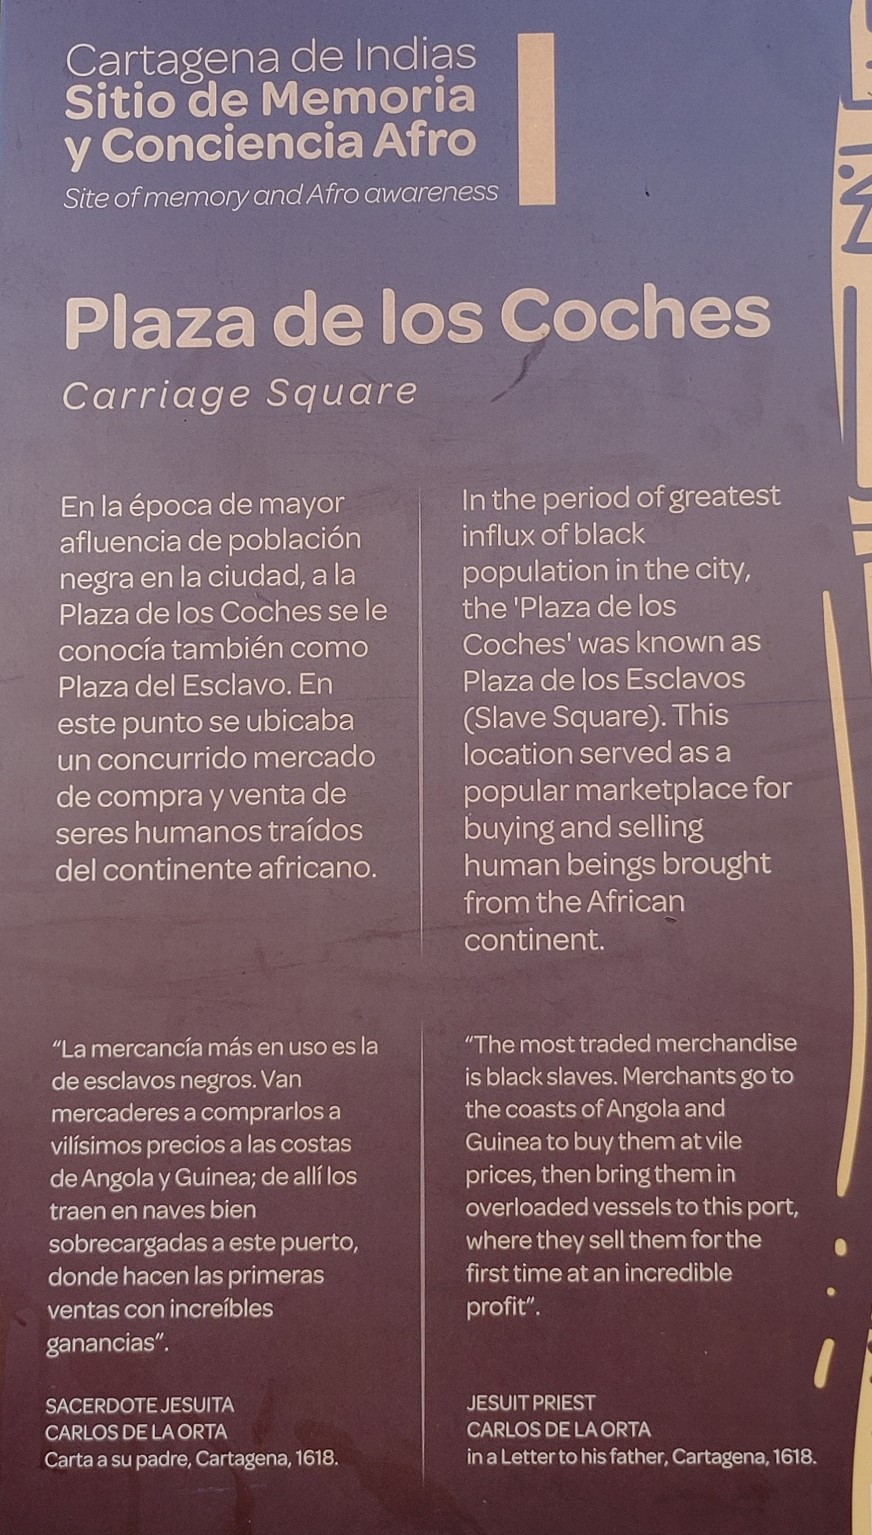 Cartagena de Indias
Sitio de Memoria
y Conciencia Afro
Site of memory and Afro awareness
Plaza de los Coches
Carriage Square
En la época de mayor
afluencia de población
negra en la ciudad, a la
Plaza de los Coches se le
conocía también como
Plaza del Esclavo. En
este punto se ubicaba
un concurrido mercado
de compra y venta de
seres humanos traídos
del continente africano.
In the period of greatest
influx of black
population in the city,
the 'Plaza de los
Coches' was known as
Plaza de los Esclavos
(Slave Square). This
location served as a
popular marketplace for
buying and selling
human beings brought
from the African
continent.
“La mercancía más en uso es la
de esclavos negros. Van
mercaderes a comprarlos a
vilísimos precios a las costas
de Angola y Guinea; de allí los
traen en naves bien
sobrecargadas a este puerto,
donde hacen las primeras
ventas con increíbles
ganancias”.
SACERDOTE JESUITA
CARLOS DE LA ORTA
Carta a su padre, Cartagena, 1618.
“The most traded merchandise
is black slaves. Merchants go to
the coasts of Angola and
Guinea to buy them at vile
prices, then bring them in
overloaded vessels to this port,
where they sell them for the
first time at an incredible
profit”.
JESUIT PRIEST
CARLOS DE LA ORTA
in a Letter to his father, Cartagena, 1618.